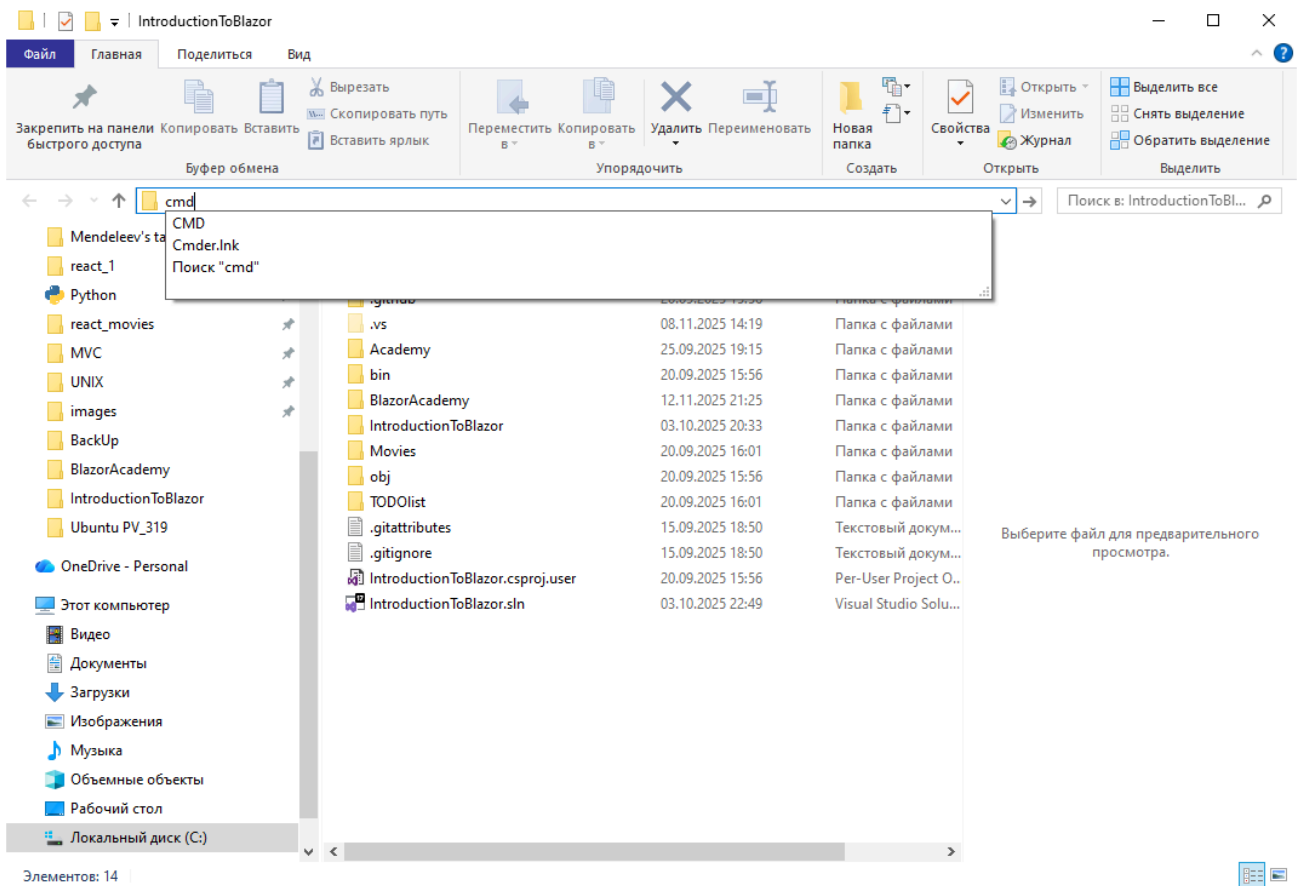 IntroductionToBlazor
Файл Главная Поделиться Вид
Закрепить на панели быстрого доступа
Копировать
Вставить
Вырезать
Скопировать путь
Вставить ярлык
Буфер обмена
Переместить в
Копировать в
Удалить
Переименовать
Упорядочить
Новая папка
Создать
Свойства
Открыть
Изменить
Журнал
Открыть
Выделить все
Снять выделение
Обратить выделение
Выделить
cmd
Поиск в: IntroductionToBl...
CMD
Cmder.lnk
Поиск "cmd"
Mendeleev's ta
react_1
Python
react_movies
MVC
UNIX
images
BackUp
BlazorAcademy
IntroductionToBlazor
Ubuntu PV_319
OneDrive - Personal
Этот компьютер
Видео
Документы
Загрузки
Изображения
Музыка
Объемные объекты
Рабочий стол
Локальный диск (C:)
.github
.vs 08.11.2025 14:19 Папка с файлами
Academy 25.09.2025 19:15 Папка с файлами
bin 20.09.2025 15:56 Папка с файлами
BlazorAcademy 12.11.2025 21:25 Папка с файлами
IntroductionToBlazor 03.10.2025 20:33 Папка с файлами
Movies 20.09.2025 16:01 Папка с файлами
obj 20.09.2025 15:56 Папка с файлами
TODOlist 20.09.2025 16:01 Папка с файлами
.gitattributes 15.09.2025 18:50 Текстовый докум...
.gitignore 15.09.2025 18:50 Текстовый докум...
IntroductionToBlazor.csproj.user 20.09.2025 15:56 Per-User Project O..
IntroductionToBlazor.sln 03.10.2025 22:49 Visual Studio Solu...
Выберите файл для предварительного
просмотра.
Элементов: 14